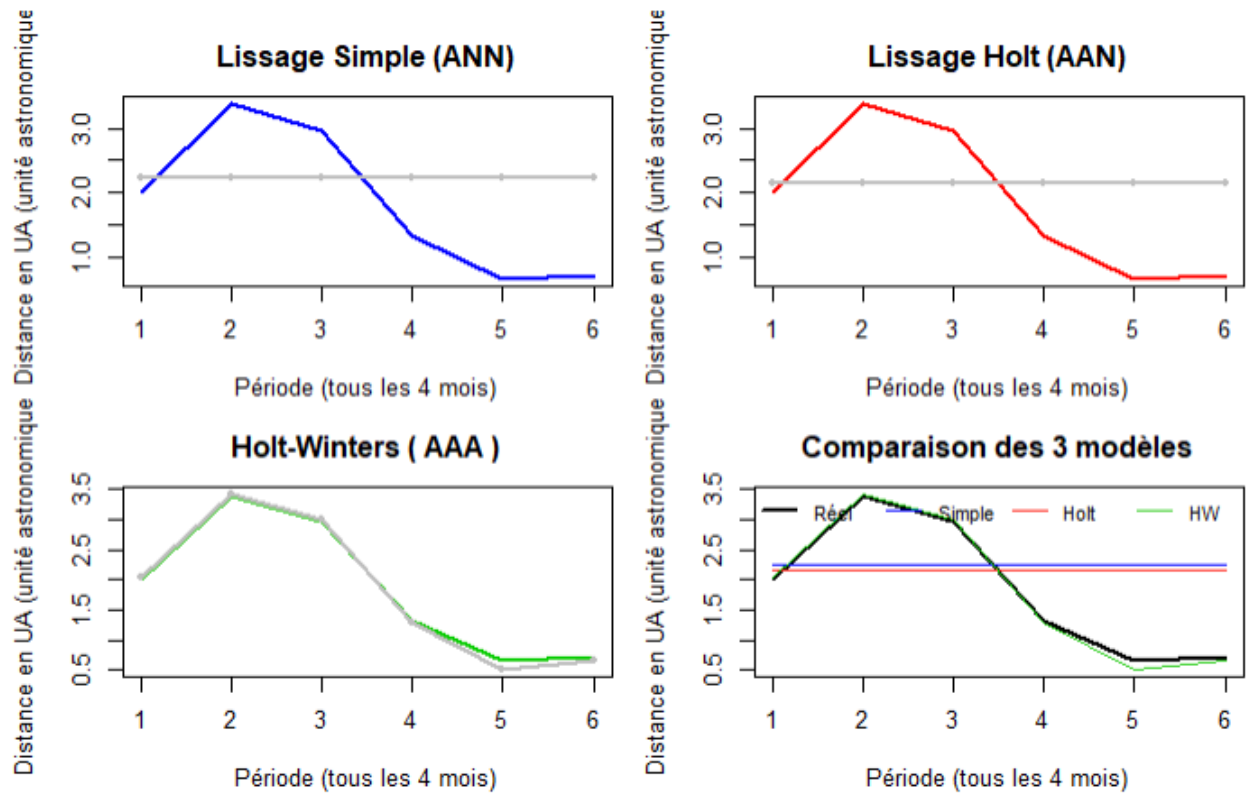 Lissage Simple (ANN)
Distance en UA (unité astronomique
1.0 2.0 3.0
1 2 3 4 5 6
Période (tous les 4 mois)
Lissage Holt (AAN)
Distance en UA (unité astronomique
1.0 2.0 3.0
1 2 3 4 5 6
Période (tous les 4 mois)
Holt-Winters ( AAA )
Distance en UA (unité astronomique
0.5 1.5 2.5 3.5
1 2 3 4 5 6
Période (tous les 4 mois)
Comparaison des 3 modèles
Distance en UA (unité astronomique
0.5 1.5 2.5 3.5
Réel Simple Holt HW
1 2 3 4 5 6
Période (tous les 4 mois)